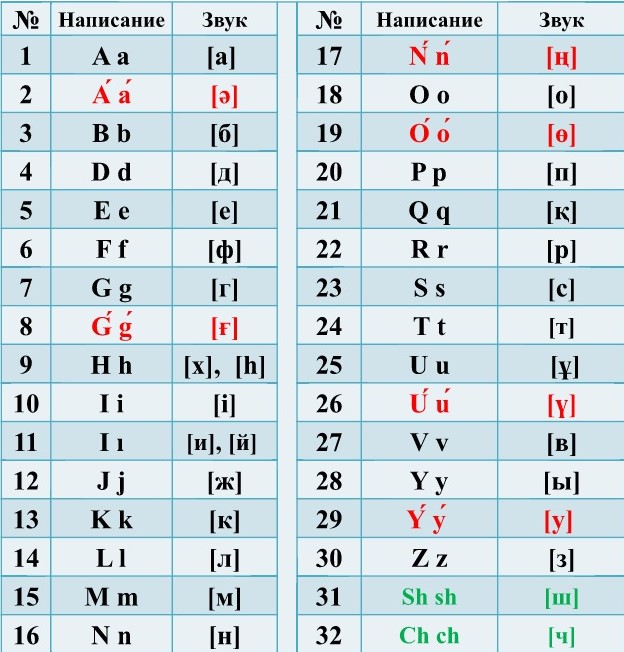 № Написание Звук № Написание Звук
1 A a [а] 17 Ń ń [ң]
2 Á á [ә] 18 O o [о]
3 B b [б] 19 Ó ó [ө]
4 D d [д] 20 P p [п]
5 E e [е] 21 Q q [қ]
6 F f [ф] 22 R r [р]
7 G g [г] 23 S s [с]
8 Ǵ ǵ [ғ] 24 T t [т]
9 H h [х], [h] 25 U u [ұ]
10 I i [і] 26 Ú ú [ү]
11 I ı [и], [й] 27 V v [в]
12 J j [ж] 28 Y y [ы]
13 K k [к] 29 Ý ý [у]
14 L l [л] 30 Z z [з]
15 M m [м] 31 Sh sh [ш]
16 N n [н] 32 Ch ch [ч]